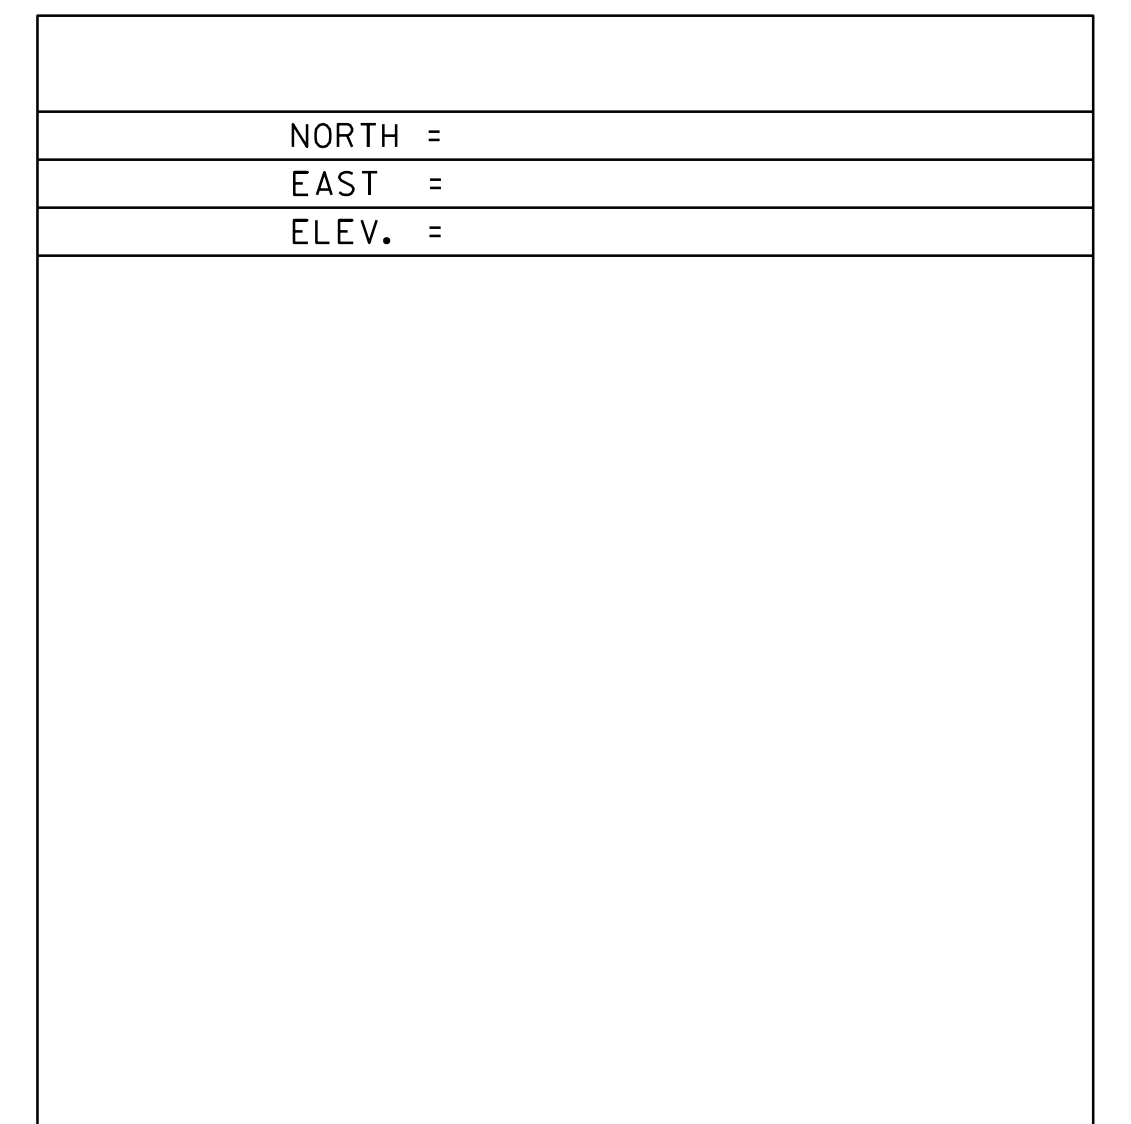 NORTH =
EAST =
ELEV. =